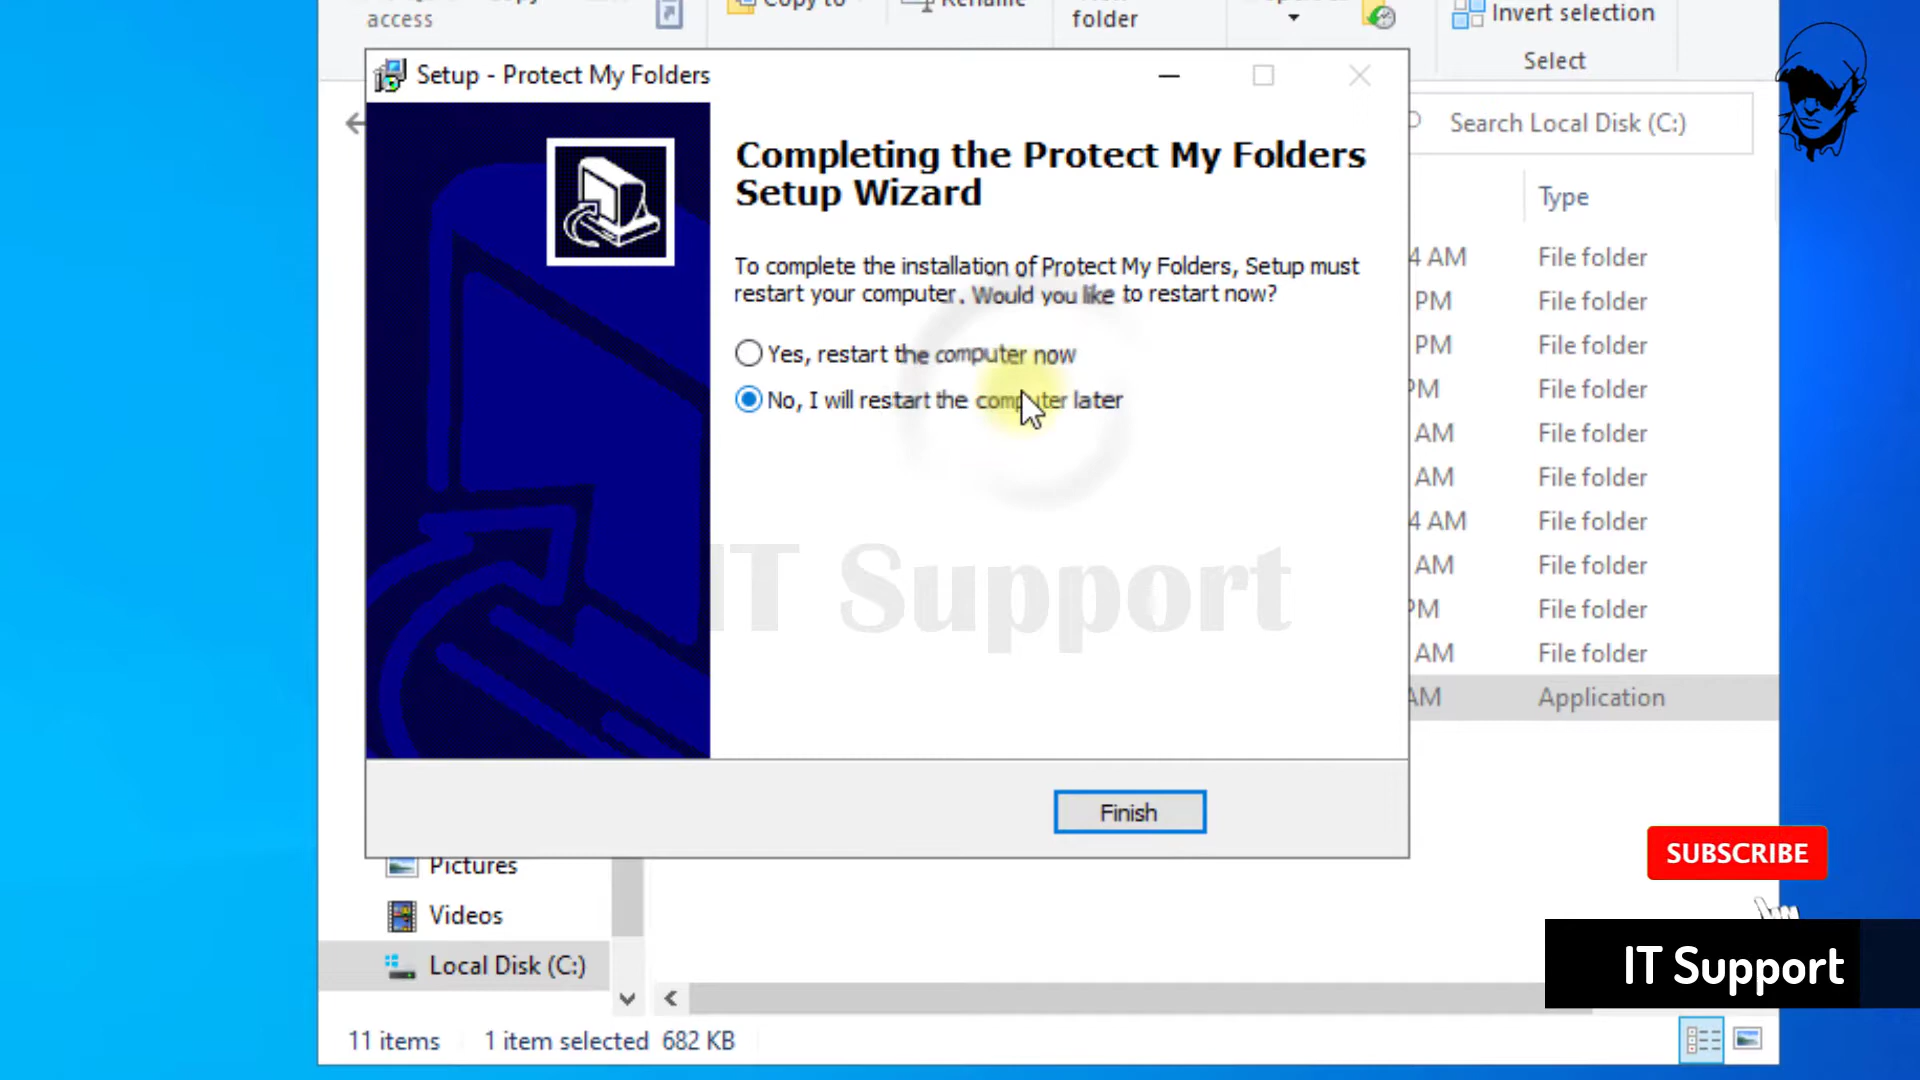 access
Copy to
Rename
folder
Invert selection
Select
Setup - Protect My Folders
Search Local Disk (C:)
Completing the Protect My Folders
Setup Wizard
Type
To complete the installation of Protect My Folders, Setup must
restart your computer. Would you like to restart now?
Yes, restart the computer now
No, I will restart the computer later
4 AM File folder
PM File folder
PM File folder
PM File folder
AM File folder
AM File folder
4 AM File folder
AM File folder
PM File folder
AM File folder
AM Application
IT Support
Finish
Pictures
Videos
Local Disk (C:)
SUBSCRIBE
IT Support
11 items 1 item selected 682 KB